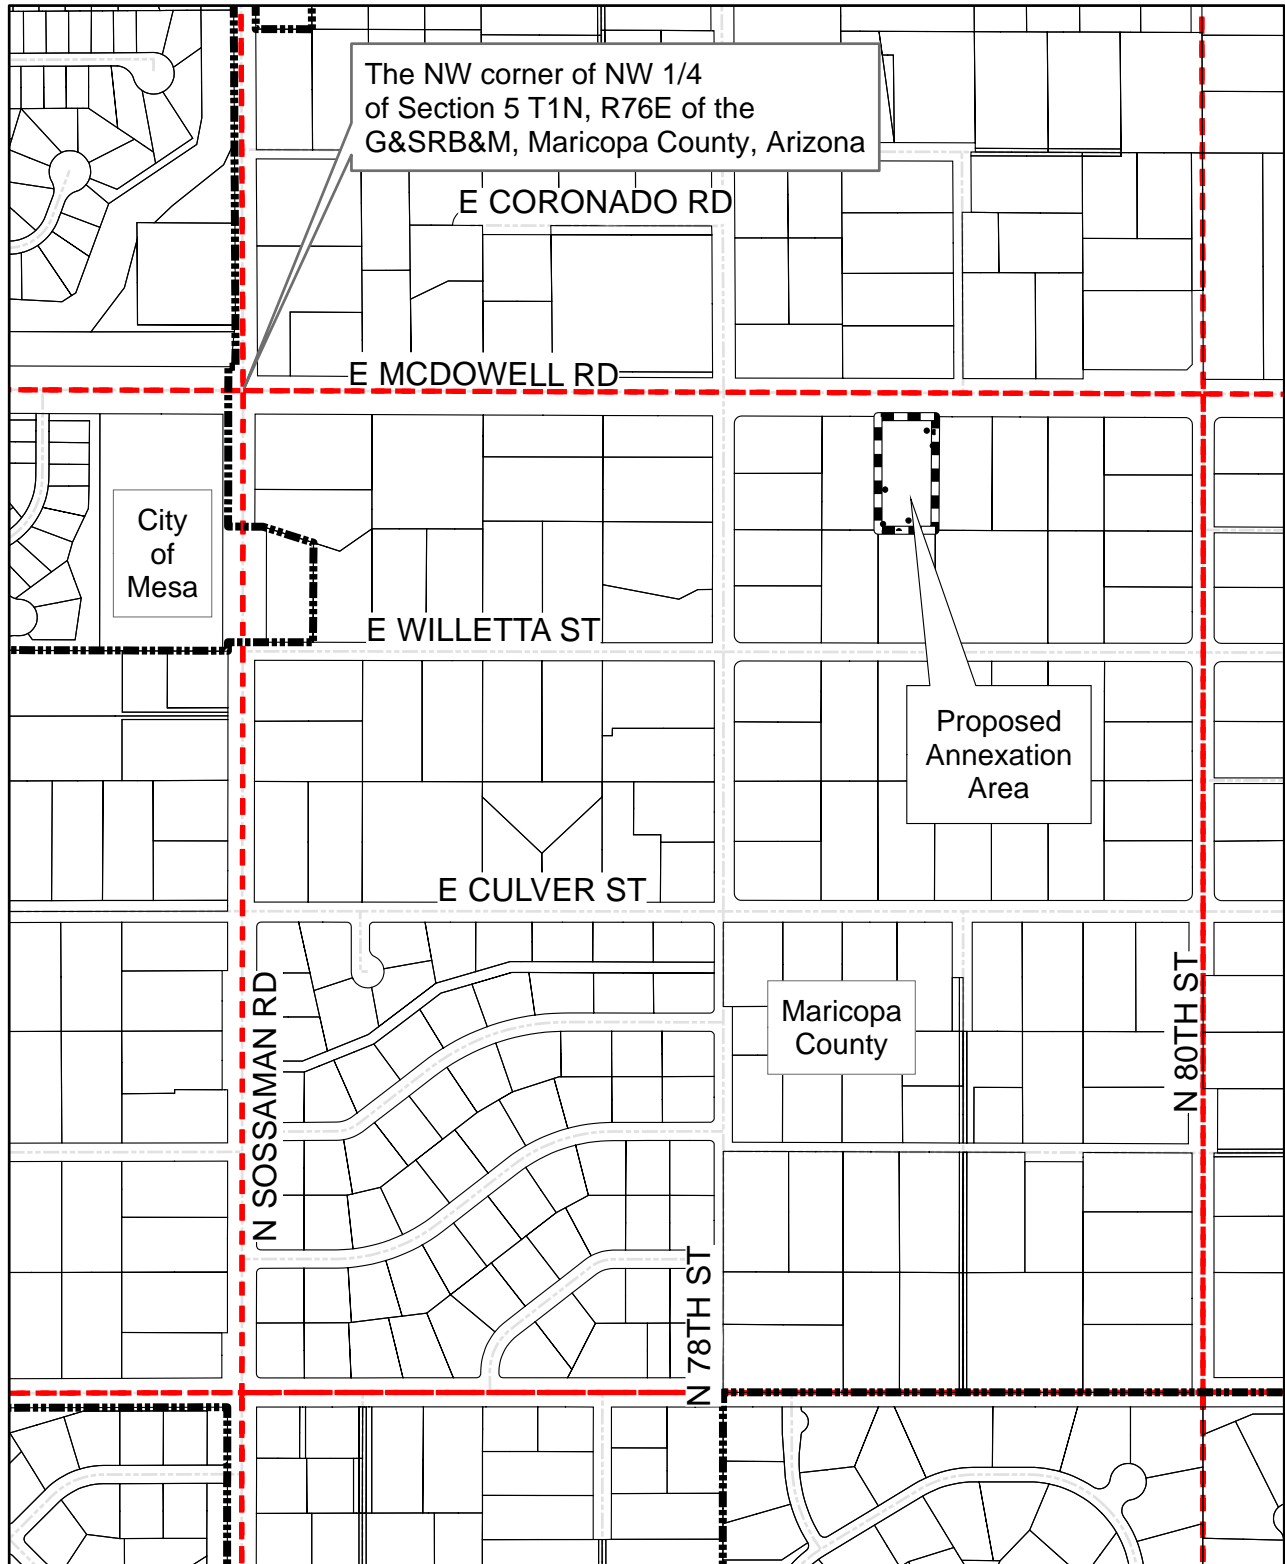 The NW corner of NW 1/4
of Section 5 T1N, R76E of the
G&SRB&M, Maricopa County, Arizona
E CORONADO RD
E MCDOWELL RD
City
of
Mesa
E WILLETTA ST
Proposed
Annexation
Area
E CULVER ST
N SOSSAMAN RD
Maricopa
County
N 80TH ST
N 78TH ST